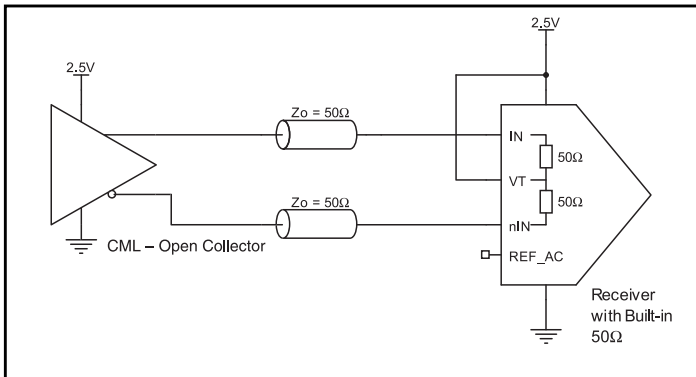 2.5V
2.5V
Zo = 50Ω
IN
50Ω
VT
Zo = 50Ω
50Ω
nIN
CML – Open Collector
REF_AC
Receiver
with Built-in
50Ω